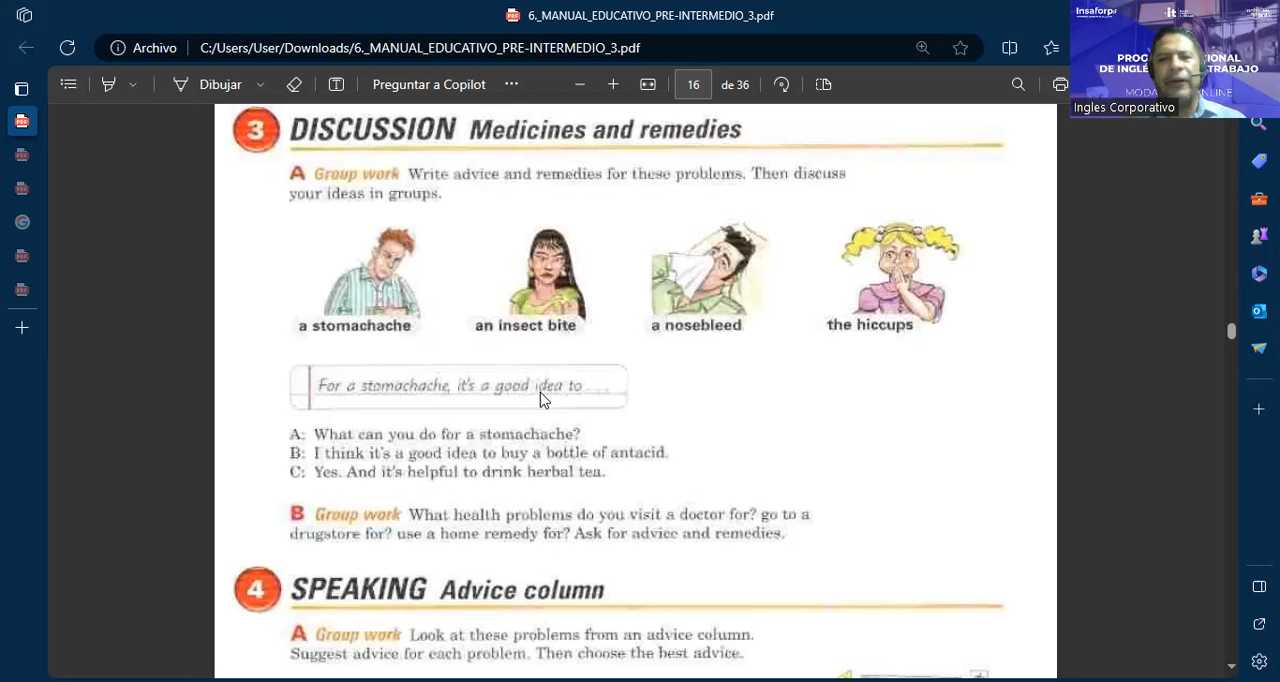 6._MANUAL_EDUCATIVO_PRE-INTERMEDIO_3.pdf
Archivo
C:/Users/User/Downloads/6._MANUAL_EDUCATIVO_PRE-INTERMEDIO_3.pdf
Dibujar
Preguntar a Copilot
16
de 36
Insaforp
it
MODA
Ingles Corporativo
3 DISCUSSION Medicines and remedies
A Group work Write advice and remedies for these problems. Then discuss
your ideas in groups.
a stomachache
an insect bite
a nosebleed
the hiccups
For a stomachache, it's a good idea to . . .
A: What can you do for a stomachache?
B: I think it's a good idea to buy a bottle of antacid.
C: Yes. And it's helpful to drink herbal tea.
B Group work What health problems do you visit a doctor for? go to a
drugstore for? use a home remedy for? Ask for advice and remedies.
4 SPEAKING Advice column
A Group work Look at these problems from an advice column.
Suggest advice for each problem. Then choose the best advice.